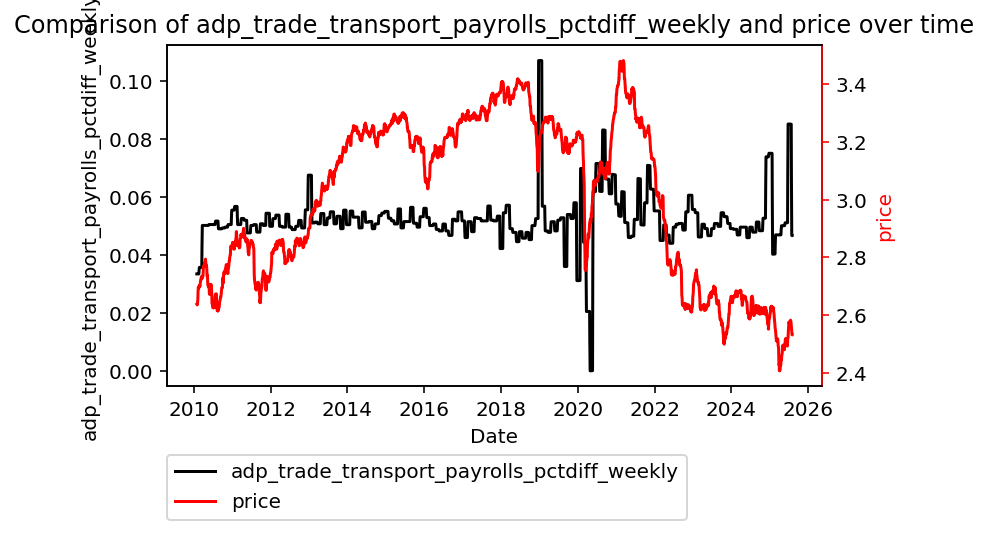 Comparison of adp_trade_transport_payrolls_pctdiff_weekly and price over time
adp_trade_transport_payrolls_pctdiff_weekly
0.10
0.08
0.06
0.04
0.02
0.00
3.4
3.2
3.0
2.8
2.6
2.4
price
2010 2012 2014 2016 2018 2020 2022 2024 2026
Date
adp_trade_transport_payrolls_pctdiff_weekly
price